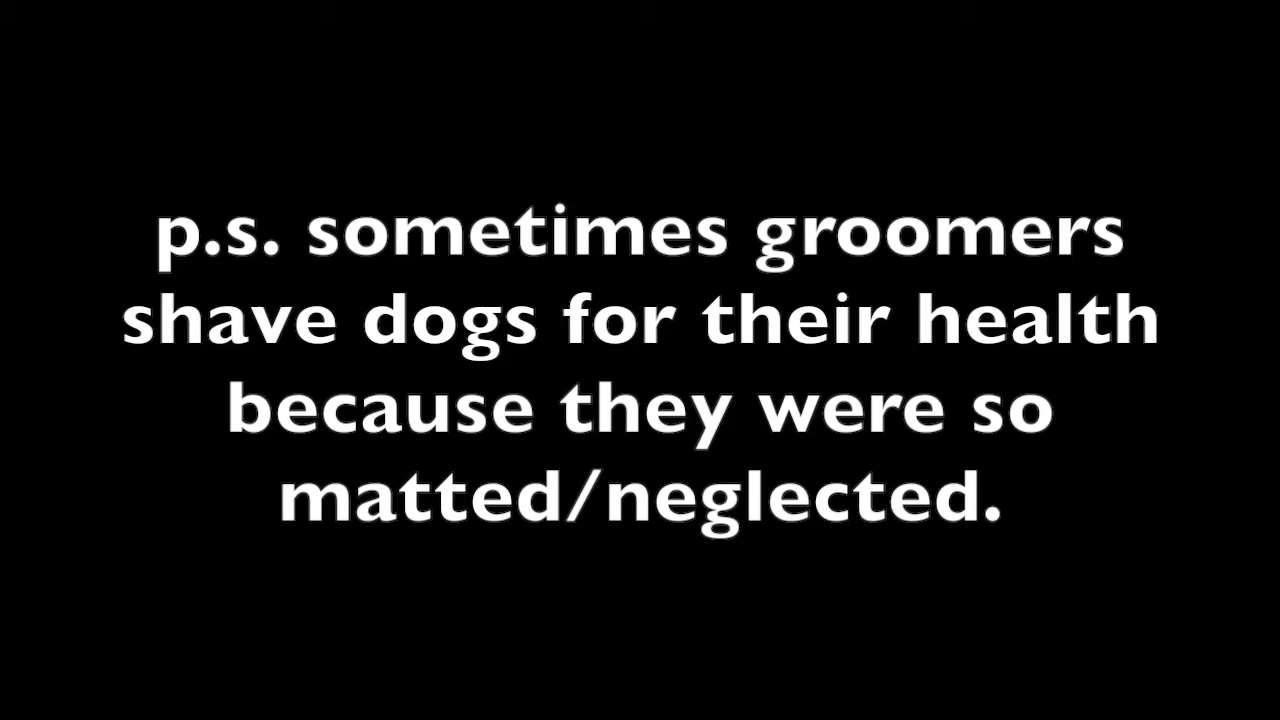 p.s. sometimes groomers
shave dogs for their health
because they were so
matted/neglected.